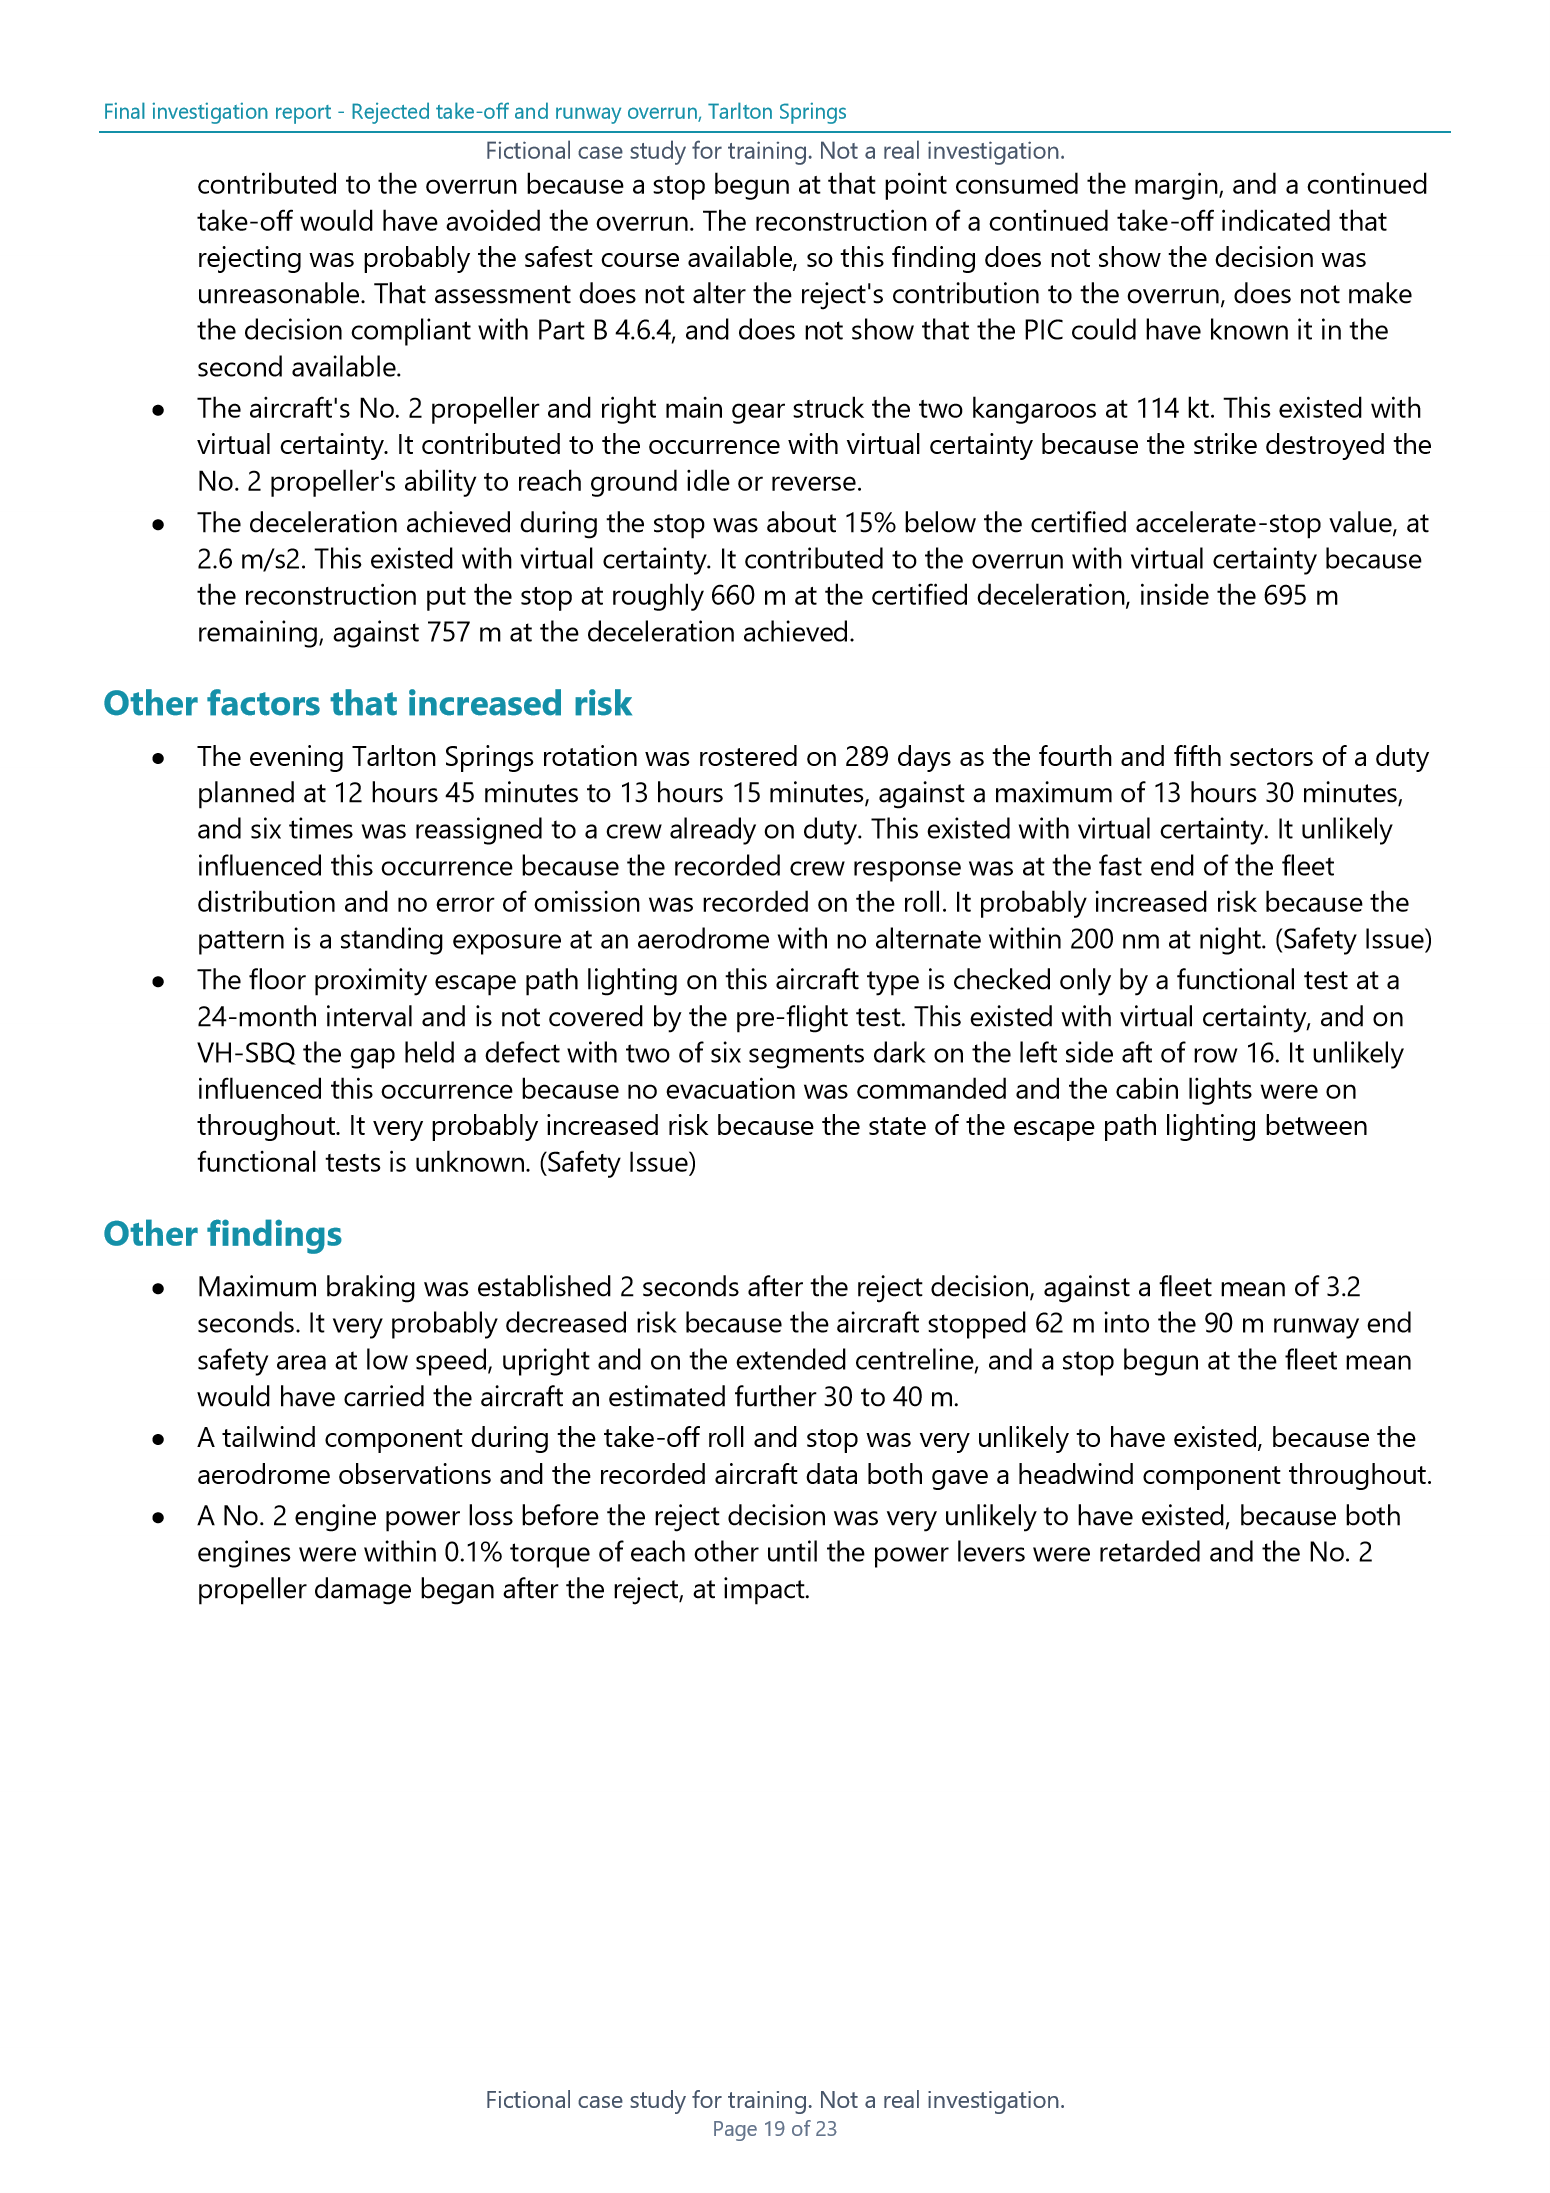 Final investigation report - Rejected take-off and runway overrun, Tarlton Springs
Fictional case study for training. Not a real investigation.
contributed to the overrun because a stop begun at that point consumed the margin, and a continued
take-off would have avoided the overrun. The reconstruction of a continued take-off indicated that
rejecting was probably the safest course available, so this finding does not show the decision was
unreasonable. That assessment does not alter the reject's contribution to the overrun, does not make
the decision compliant with Part B 4.6.4, and does not show that the PIC could have known it in the
second available.
● The aircraft's No. 2 propeller and right main gear struck the two kangaroos at 114 kt. This existed with
virtual certainty. It contributed to the occurrence with virtual certainty because the strike destroyed the
No. 2 propeller's ability to reach ground idle or reverse.
● The deceleration achieved during the stop was about 15% below the certified accelerate-stop value, at
2.6 m/s2. This existed with virtual certainty. It contributed to the overrun with virtual certainty because
the reconstruction put the stop at roughly 660 m at the certified deceleration, inside the 695 m
remaining, against 757 m at the deceleration achieved.
Other factors that increased risk
● The evening Tarlton Springs rotation was rostered on 289 days as the fourth and fifth sectors of a duty
planned at 12 hours 45 minutes to 13 hours 15 minutes, against a maximum of 13 hours 30 minutes,
and six times was reassigned to a crew already on duty. This existed with virtual certainty. It unlikely
influenced this occurrence because the recorded crew response was at the fast end of the fleet
distribution and no error of omission was recorded on the roll. It probably increased risk because the
pattern is a standing exposure at an aerodrome with no alternate within 200 nm at night. (Safety Issue)
● The floor proximity escape path lighting on this aircraft type is checked only by a functional test at a
24-month interval and is not covered by the pre-flight test. This existed with virtual certainty, and on
VH-SBQ the gap held a defect with two of six segments dark on the left side aft of row 16. It unlikely
influenced this occurrence because no evacuation was commanded and the cabin lights were on
throughout. It very probably increased risk because the state of the escape path lighting between
functional tests is unknown. (Safety Issue)
Other findings
● Maximum braking was established 2 seconds after the reject decision, against a fleet mean of 3.2
seconds. It very probably decreased risk because the aircraft stopped 62 m into the 90 m runway end
safety area at low speed, upright and on the extended centreline, and a stop begun at the fleet mean
would have carried the aircraft an estimated further 30 to 40 m.
● A tailwind component during the take-off roll and stop was very unlikely to have existed, because the
aerodrome observations and the recorded aircraft data both gave a headwind component throughout.
● A No. 2 engine power loss before the reject decision was very unlikely to have existed, because both
engines were within 0.1% torque of each other until the power levers were retarded and the No. 2
propeller damage began after the reject, at impact.
Fictional case study for training. Not a real investigation.
Page 19 of 23